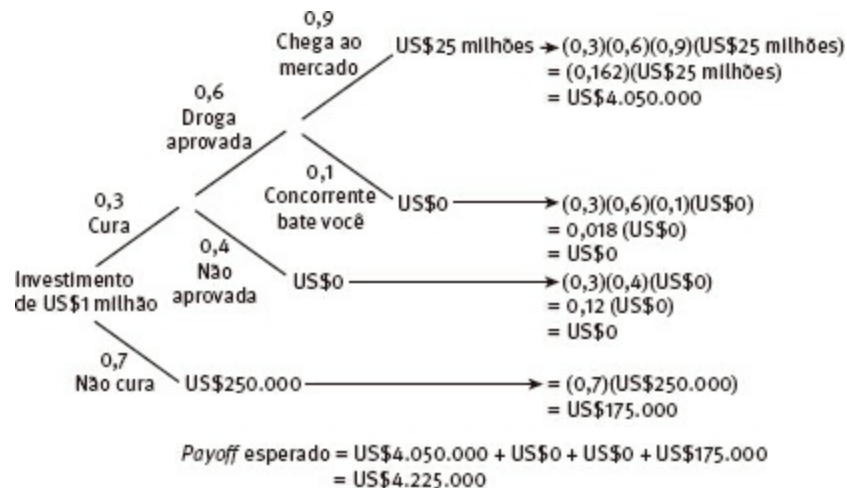 0,9
Chega ao
mercado
US$25 milhões
(0,3)(0,6)(0,9)(US$25 milhões)
= (0,162)(US$25 milhões)
= US$4.050.000
0,6
Droga
aprovada
0,1
Concorrente
bate você
US$0
(0,3)(0,6)(0,1)(US$0)
= 0,018 (US$0)
= US$0
0,3
Cura
0,4
Não
aprovada
US$0
(0,3)(0,4)(US$0)
= 0,12 (US$0)
= US$0
Investimento
de US$1 milhão
0,7
Não cura
US$250.000
= (0,7)(US$250.000)
= US$175.000
Payoff esperado = US$4.050.000 + US$0 + US$0 + US$175.000
= US$4.225.000